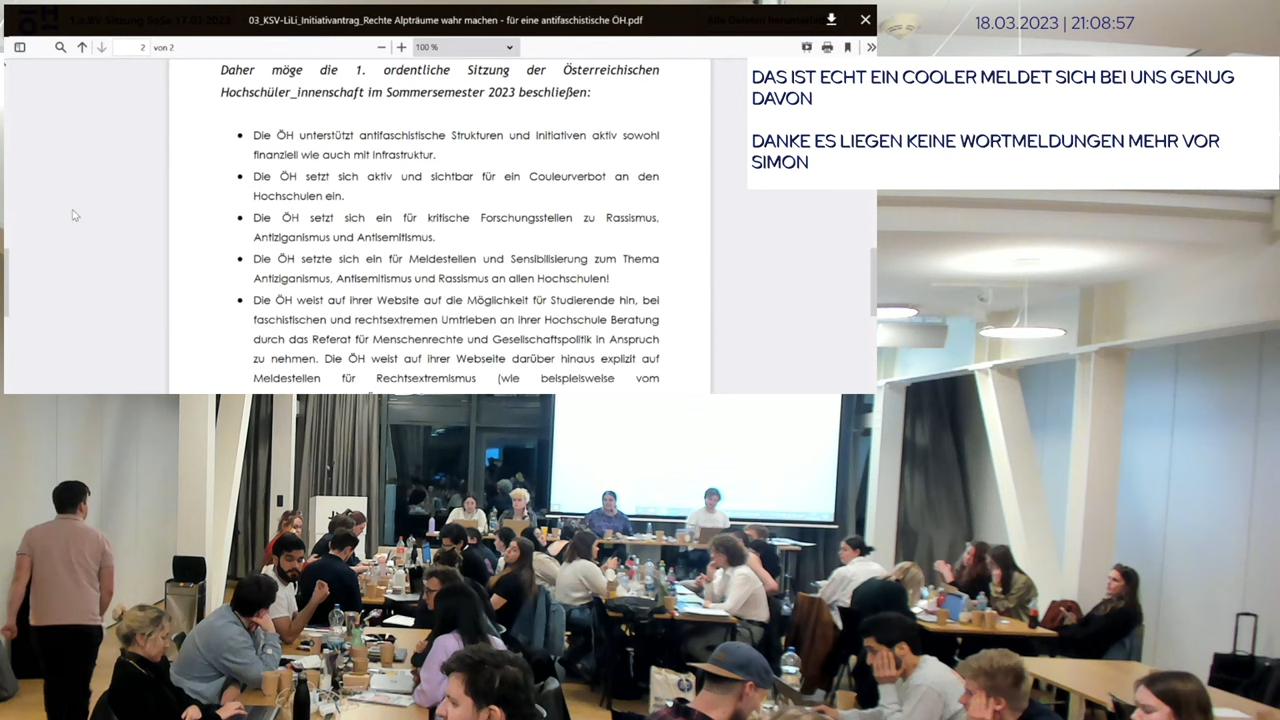 1.o.BV-Sitzung SoSe 17.03.2023
03_KSV-LiLi_Initiativantrag_Rechte Alpträume wahr machen - für eine antifaschistische ÖH.pdf
18.03.2023 | 21:08:57
2 von 2
100 %
Daher möge die 1. ordentliche Sitzung der Österreichischen
Hochschüler_innenschaft im Sommersemester 2023 beschließen:
• Die ÖH unterstützt antifaschistische Strukturen und Initiativen aktiv sowohl
finanziell wie auch mit Infrastruktur.
• Die ÖH setzt sich aktiv und sichtbar für ein Couleurverbot an den
Hochschulen ein.
• Die ÖH setzt sich ein für kritische Forschungsstellen zu Rassismus,
Antiziganismus und Antisemitismus.
• Die ÖH setzte sich ein für Meldestellen und Sensibilisierung zum Thema
Antiziganismus, Antisemitismus und Rassismus an allen Hochschulen!
• Die ÖH weist auf ihrer Website auf die Möglichkeit für Studierende hin, bei
faschistischen und rechtsextremen Umtrieben an ihrer Hochschule Beratung
durch das Referat für Menschenrechte und Gesellschaftspolitik in Anspruch
zu nehmen. Die ÖH weist auf ihrer Webseite darüber hinaus explizit auf
Meldestellen für Rechtsextremismus (wie beispielsweise vom
DAS IST ECHT EIN COOLER MELDET SICH BEI UNS GENUG
DAVON
DANKE ES LIEGEN KEINE WORTMELDUNGEN MEHR VOR
SIMON